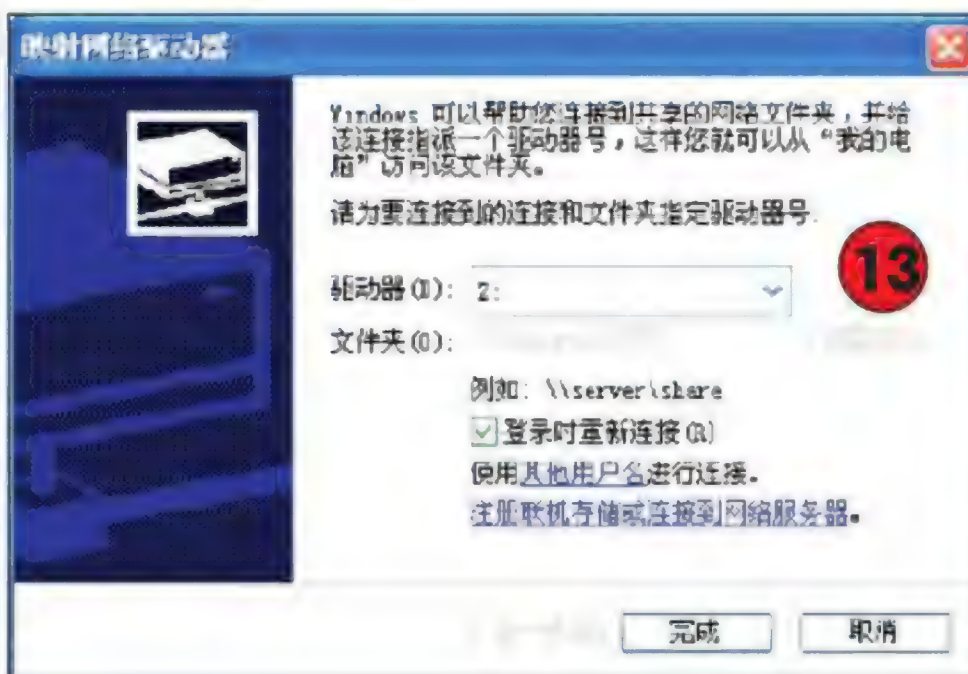 映射网络驱动器
Windows 可以帮助您连接到共享的网络文件夹，并给
该连接指派一个驱动器号，这样您就可以从“我的电
脑”访问该文件夹。
请为要连接到的连接和文件夹指定驱动器号:
13
驱动器(D): Z:
文件夹(O):
例如: \\server\share
登录时重新连接(R)
使用其他用户名进行连接。
注册联机存储或连接到网络服务器。
完成 取消